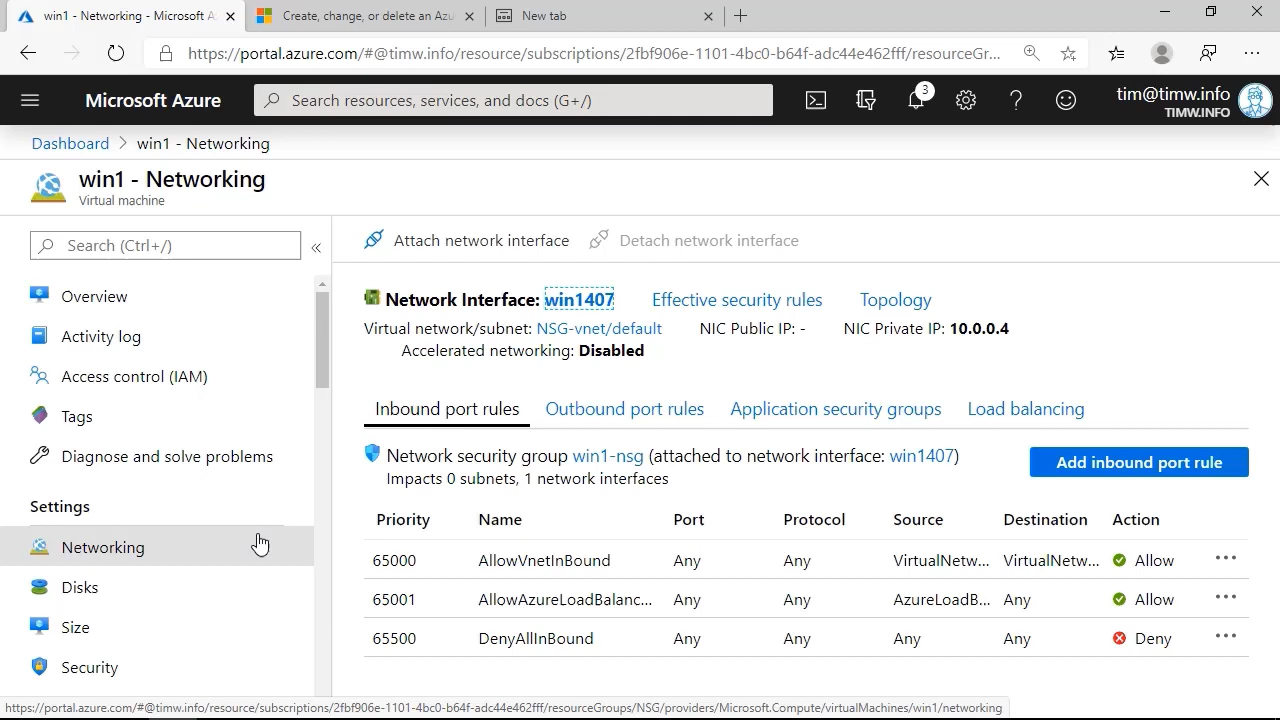 win1 - Networking - Microsoft A
Create, change, or delete an Azu
New tab
https://portal.azure.com/#@timw.info/resource/subscriptions/2fbf906e-1101-4bc0-b64f-adc44e462fff/resourceGr...
Microsoft Azure
Search resources, services, and docs (G+/)
3
tim@timw.info
TIMW.INFO
Dashboard > win1 - Networking
win1 - Networking
Virtual machine
Search (Ctrl+/)
«
Overview
Activity log
Access control (IAM)
Tags
Diagnose and solve problems
Settings
Networking
Disks
Size
Security
Attach network interface Detach network interface
Network Interface: win1407 Effective security rules Topology
Virtual network/subnet: NSG-vnet/default NIC Public IP: - NIC Private IP: 10.0.0.4
Accelerated networking: Disabled
Inbound port rules Outbound port rules Application security groups Load balancing
Network security group win1-nsg (attached to network interface: win1407)
Impacts 0 subnets, 1 network interfaces
Add inbound port rule
Priority Name Port Protocol Source Destination Action
65000 AllowVnetInBound Any Any VirtualNetw... VirtualNetw... Allow ...
65001 AllowAzureLoadBalanc... Any Any AzureLoadB... Any Allow ...
65500 DenyAllInBound Any Any Any Any Deny ...
https://portal.azure.com/#@timw.info/resource/subscriptions/2fbf906e-1101-4bc0-b64f-adc44e462fff/resourceGroups/NSG/providers/Microsoft.Compute/virtualMachines/win1/networking